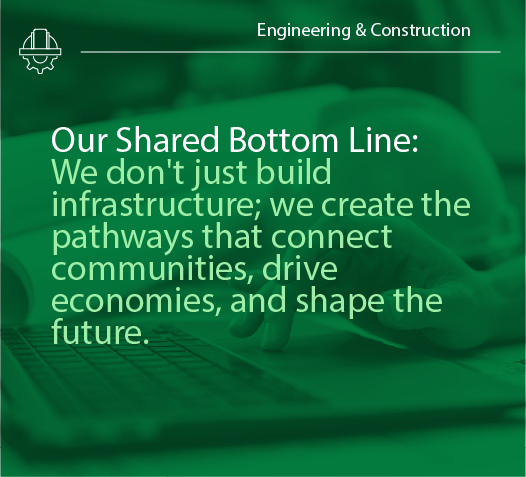 Engineering & Construction
Our Shared Bottom Line:
We don't just build
infrastructure; we create the
pathways that connect
communities, drive
economies, and shape the
future.